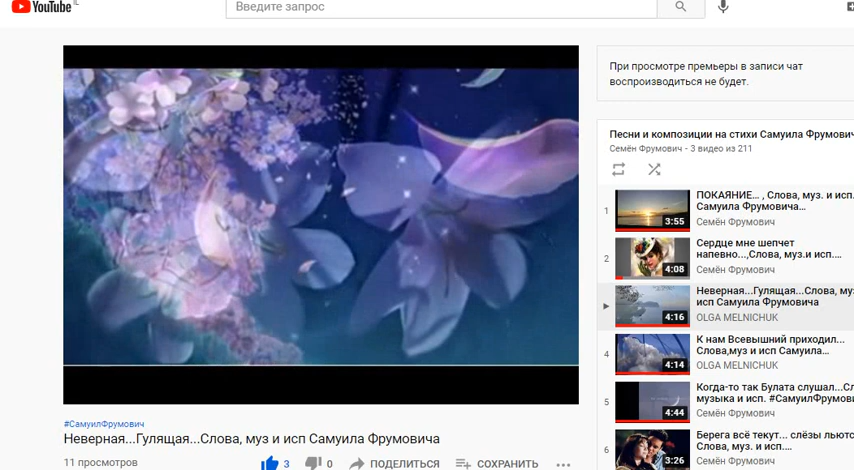 YouTube IL
Введите запрос
При просмотре премьеры в записи чат
воспроизводиться не будет.
Песни и композиции на стихи Самуила Фрумович
Семён Фрумович - 3 видео из 211
1
ПОКАЯНИЕ... , Слова, муз. и исп.
Самуила Фрумовича...
Семён Фрумович
3:55
2
Сердце мне шепчет
напевно...,Слова, муз.и исп....
Семён Фрумович
4:08
Неверная...Гулящая...Слова, муз
исп Самуила Фрумовича
OLGA MELNICHUK
4:16
4
К нам Всевышний приходил...
Слова,муз и исп Самуила...
OLGA MELNICHUK
4:14
5
Когда-то так Булата слушал...Сл
музыка и исп. #СамуилФрумови
Семён Фрумович
4:44
6
Берега всё текут... слёзы льютс
Слова, муз. и исп....
Семён Фрумович
3:26
#СамуилФрумович
Неверная...Гулящая...Слова, муз и исп Самуила Фрумовича
11 просмотров
3
0
ПОДЕЛИТЬСЯ
СОХРАНИТЬ